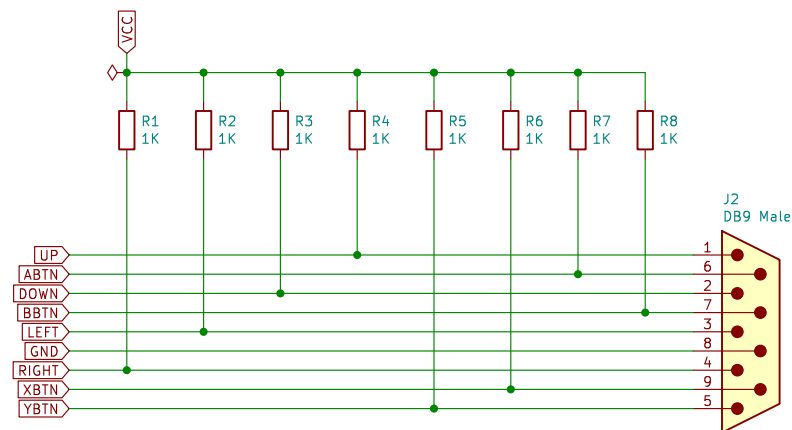 VCC
R1
1K
R2
1K
R3
1K
R4
1K
R5
1K
R6
1K
R7
1K
R8
1K
J2
DB9 Male
UP
1
ABTN
6
DOWN
2
BBTN
7
LEFT
3
GND
8
RIGHT
4
XBTN
9
YBTN
5